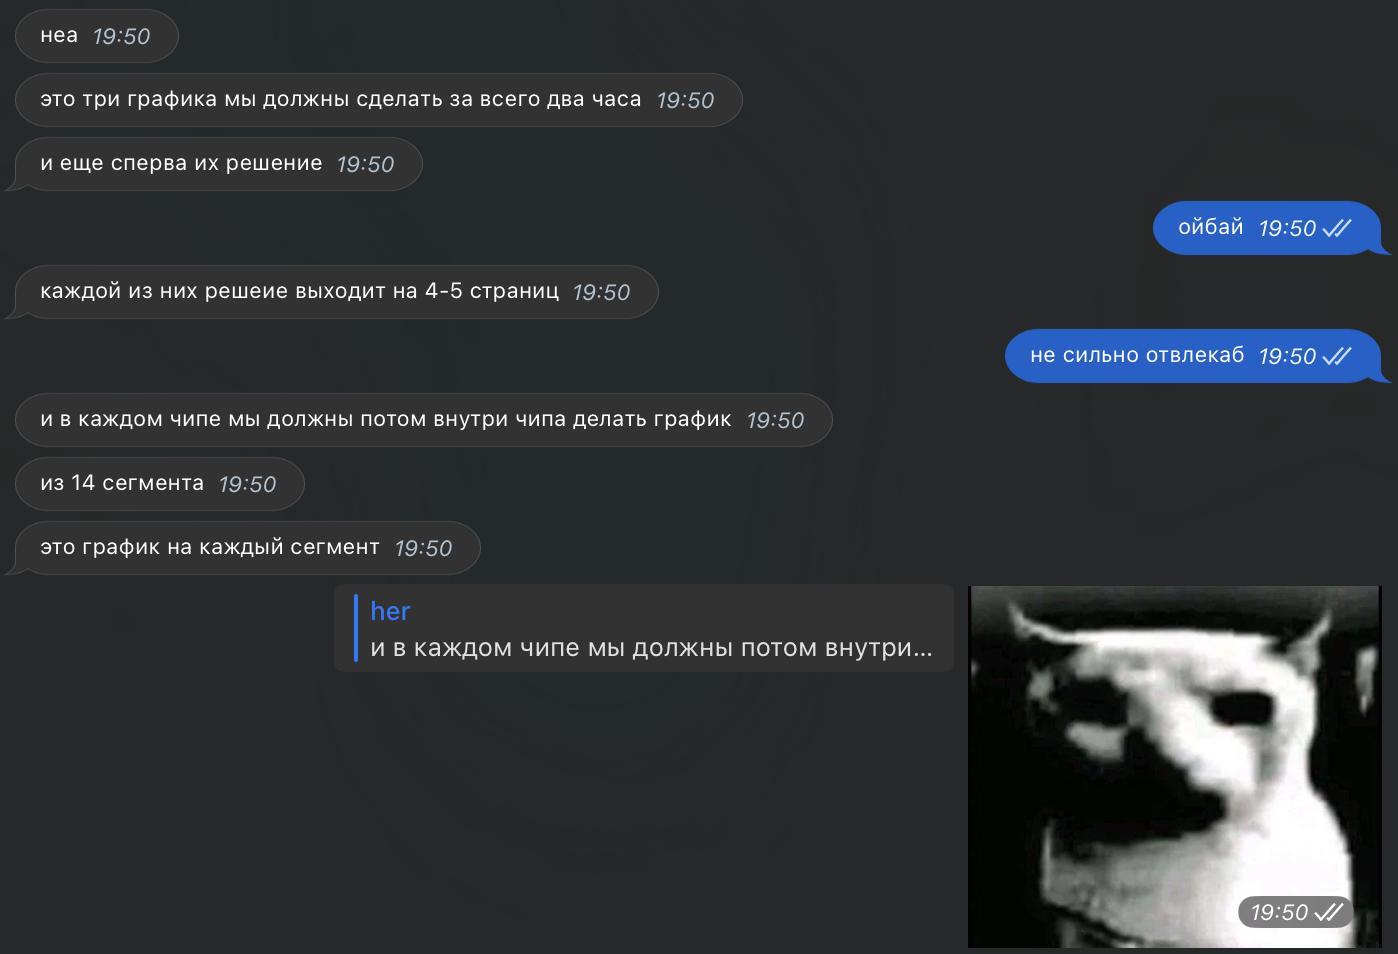 неа 19:50
это три графика мы должны сделать за всего два часа 19:50
и еще сперва их решение 19:50
ойбай 19:50
каждой из них решеие выходит на 4-5 страниц 19:50
не сильно отвлекаб 19:50
и в каждом чипе мы должны потом внутри чипа делать график 19:50
из 14 сегмента 19:50
это график на каждый сегмент 19:50
her
и в каждом чипе мы должны потом внутри...
19:50